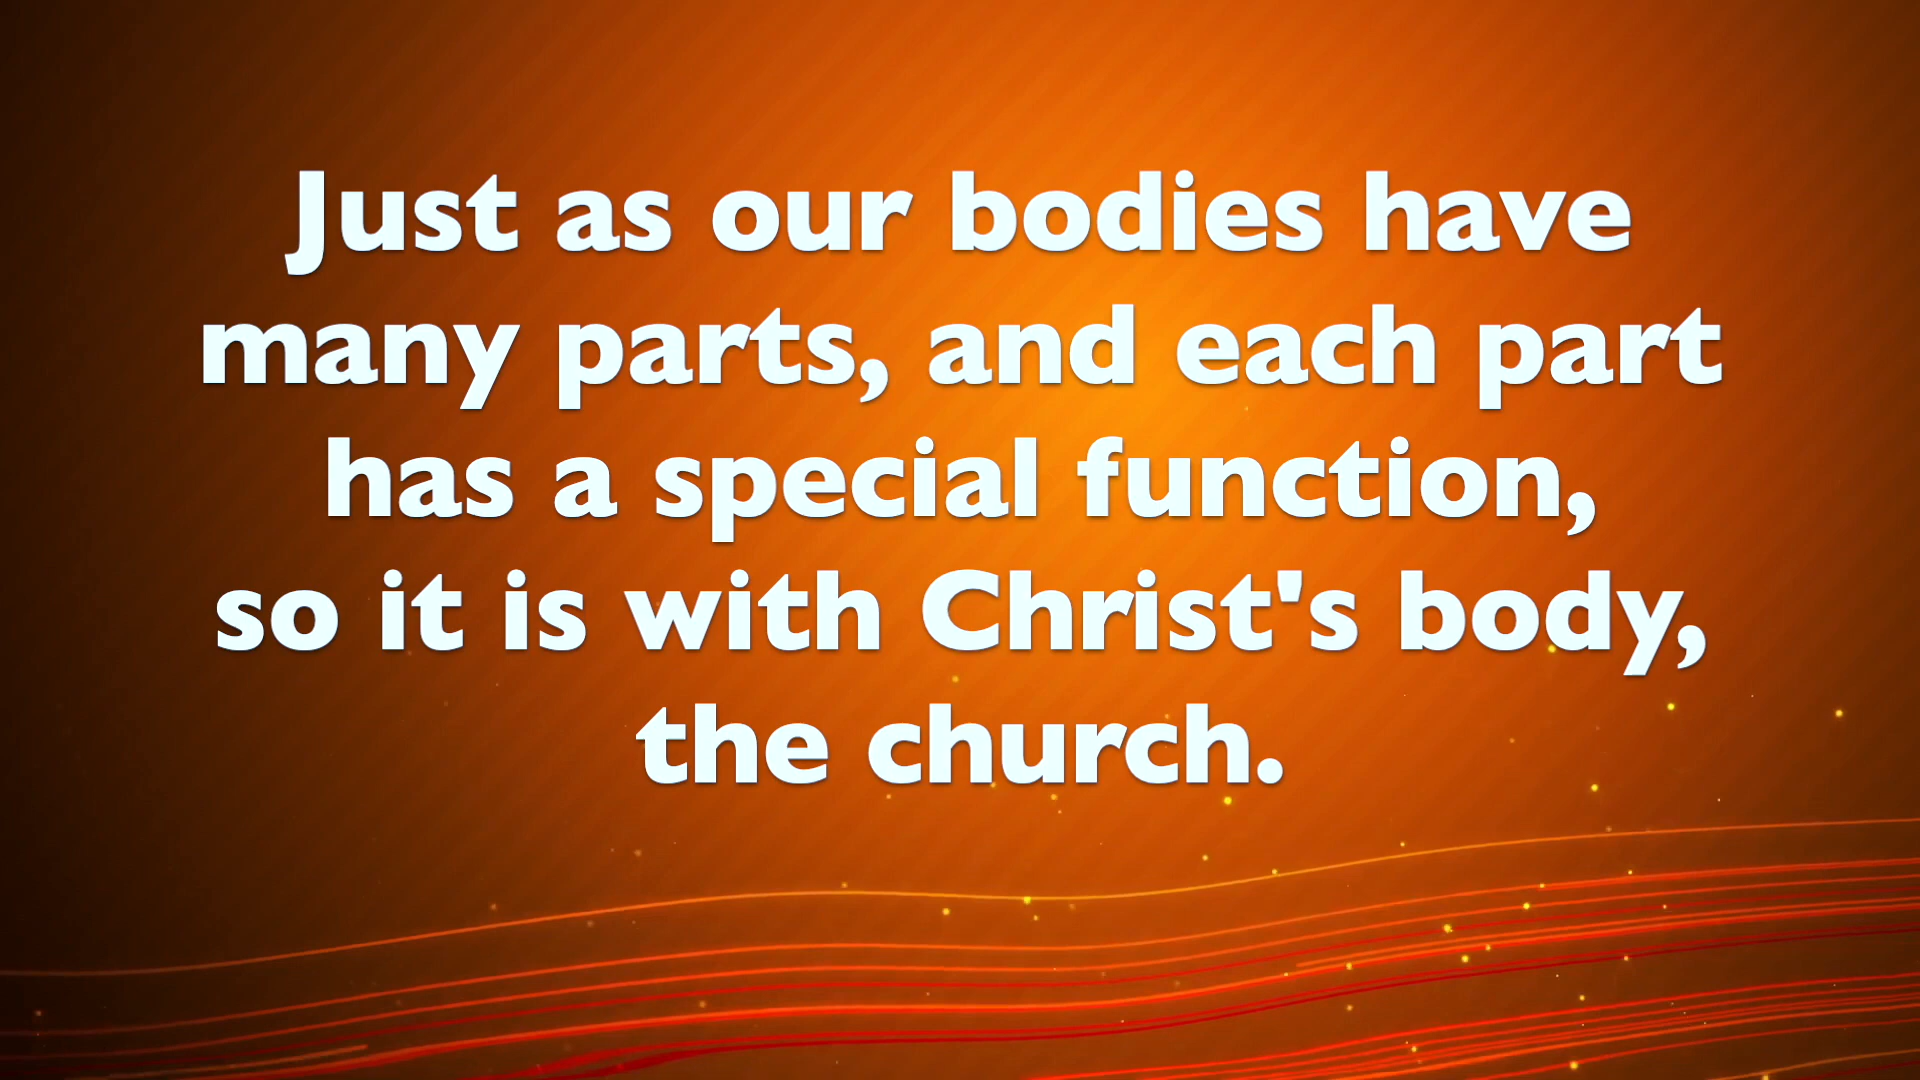 Just as our bodies have
many parts, and each part
has a special function,
so it is with Christ's body,
the church.